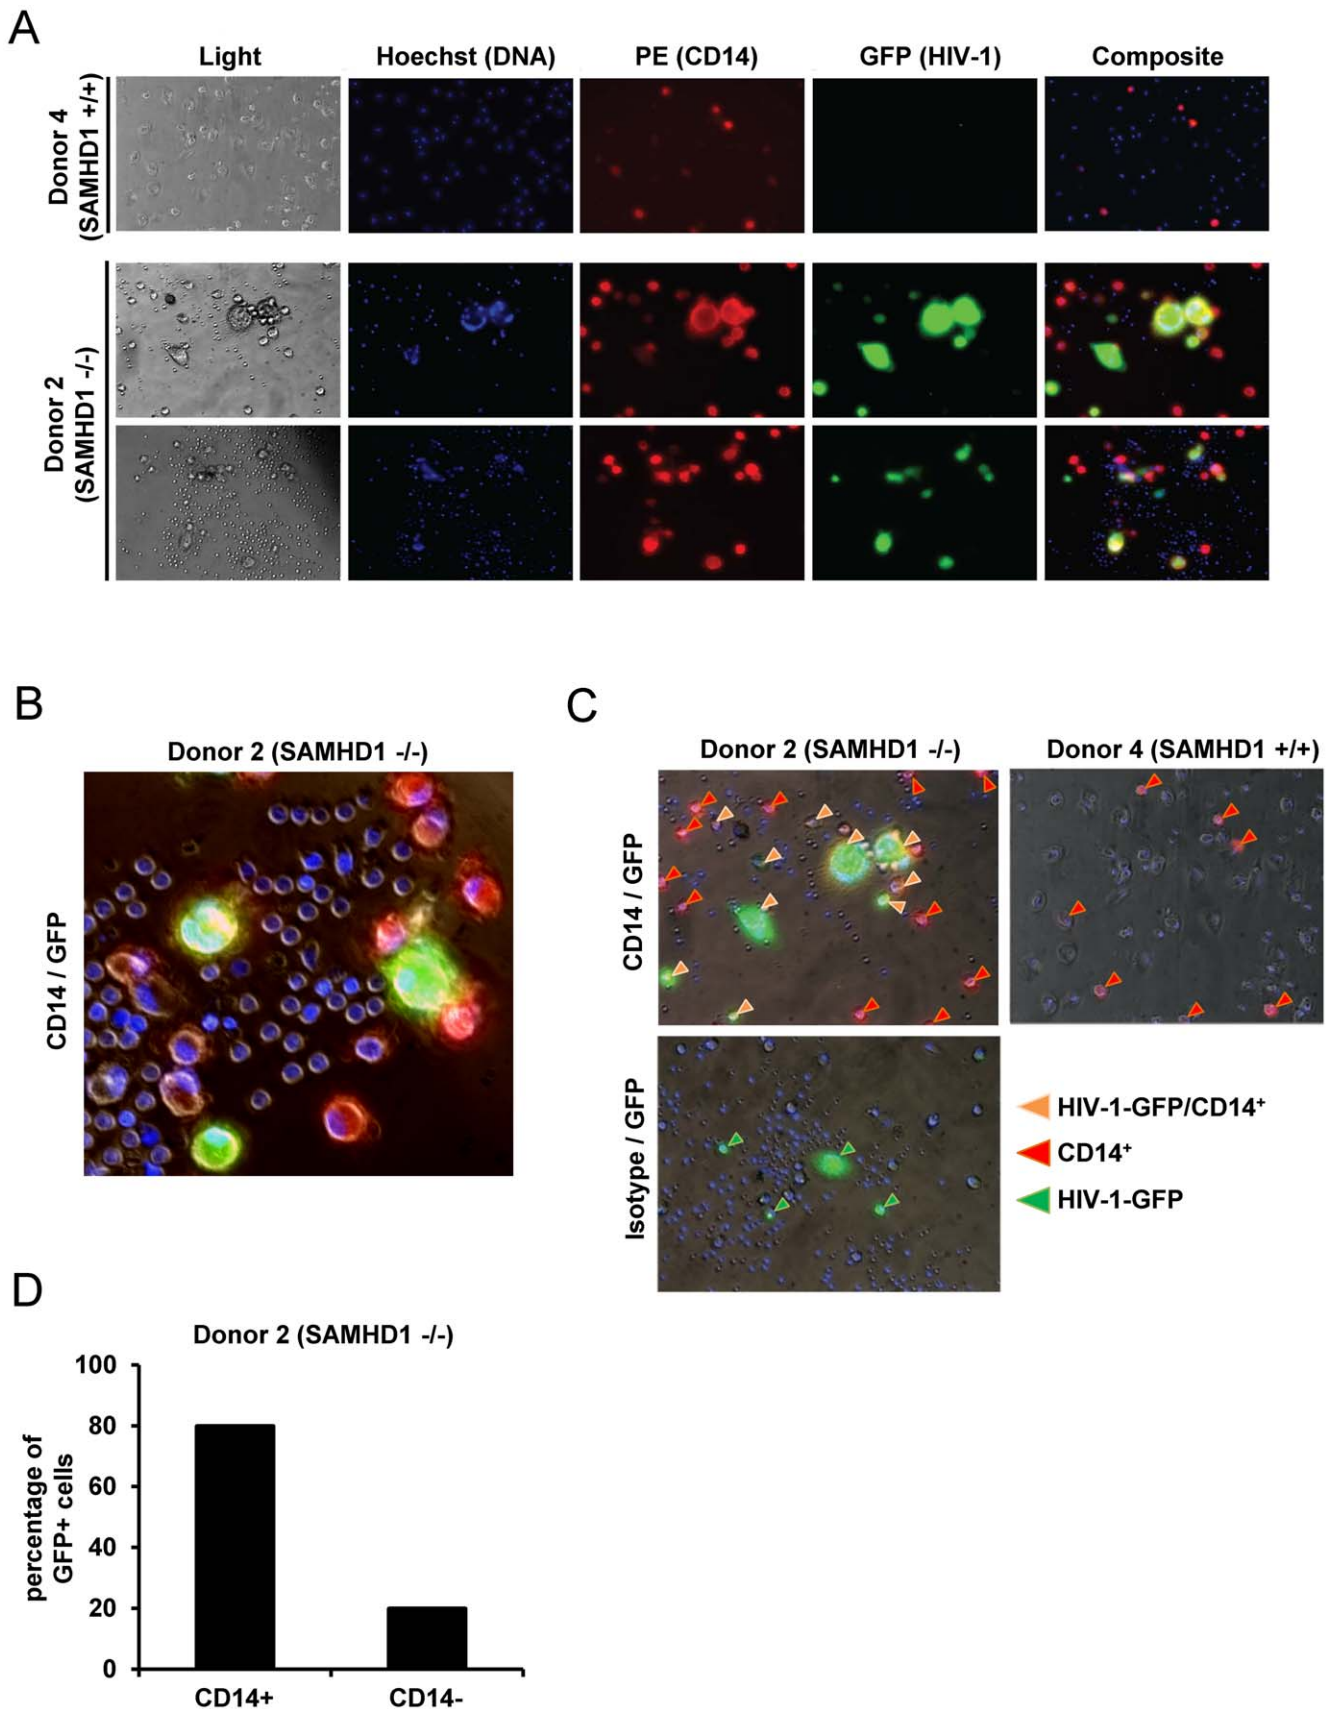 A
Light
Hoechst (DNA)
PE (CD14)
GFP (HIV-1)
Composite
Donor 4
(SAMHD1 +/+)
Donor 2
(SAMHD1 -/-)
B
Donor 2 (SAMHD1 -/-)
CD14 / GFP
C
Donor 2 (SAMHD1 -/-)
Donor 4 (SAMHD1 +/+)
CD14 / GFP
Isotype / GFP
HIV-1-GFP/CD14⁺
CD14⁺
HIV-1-GFP
D
Donor 2 (SAMHD1 -/-)
percentage of
GFP+ cells
100
80
60
40
20
0
CD14+
CD14-